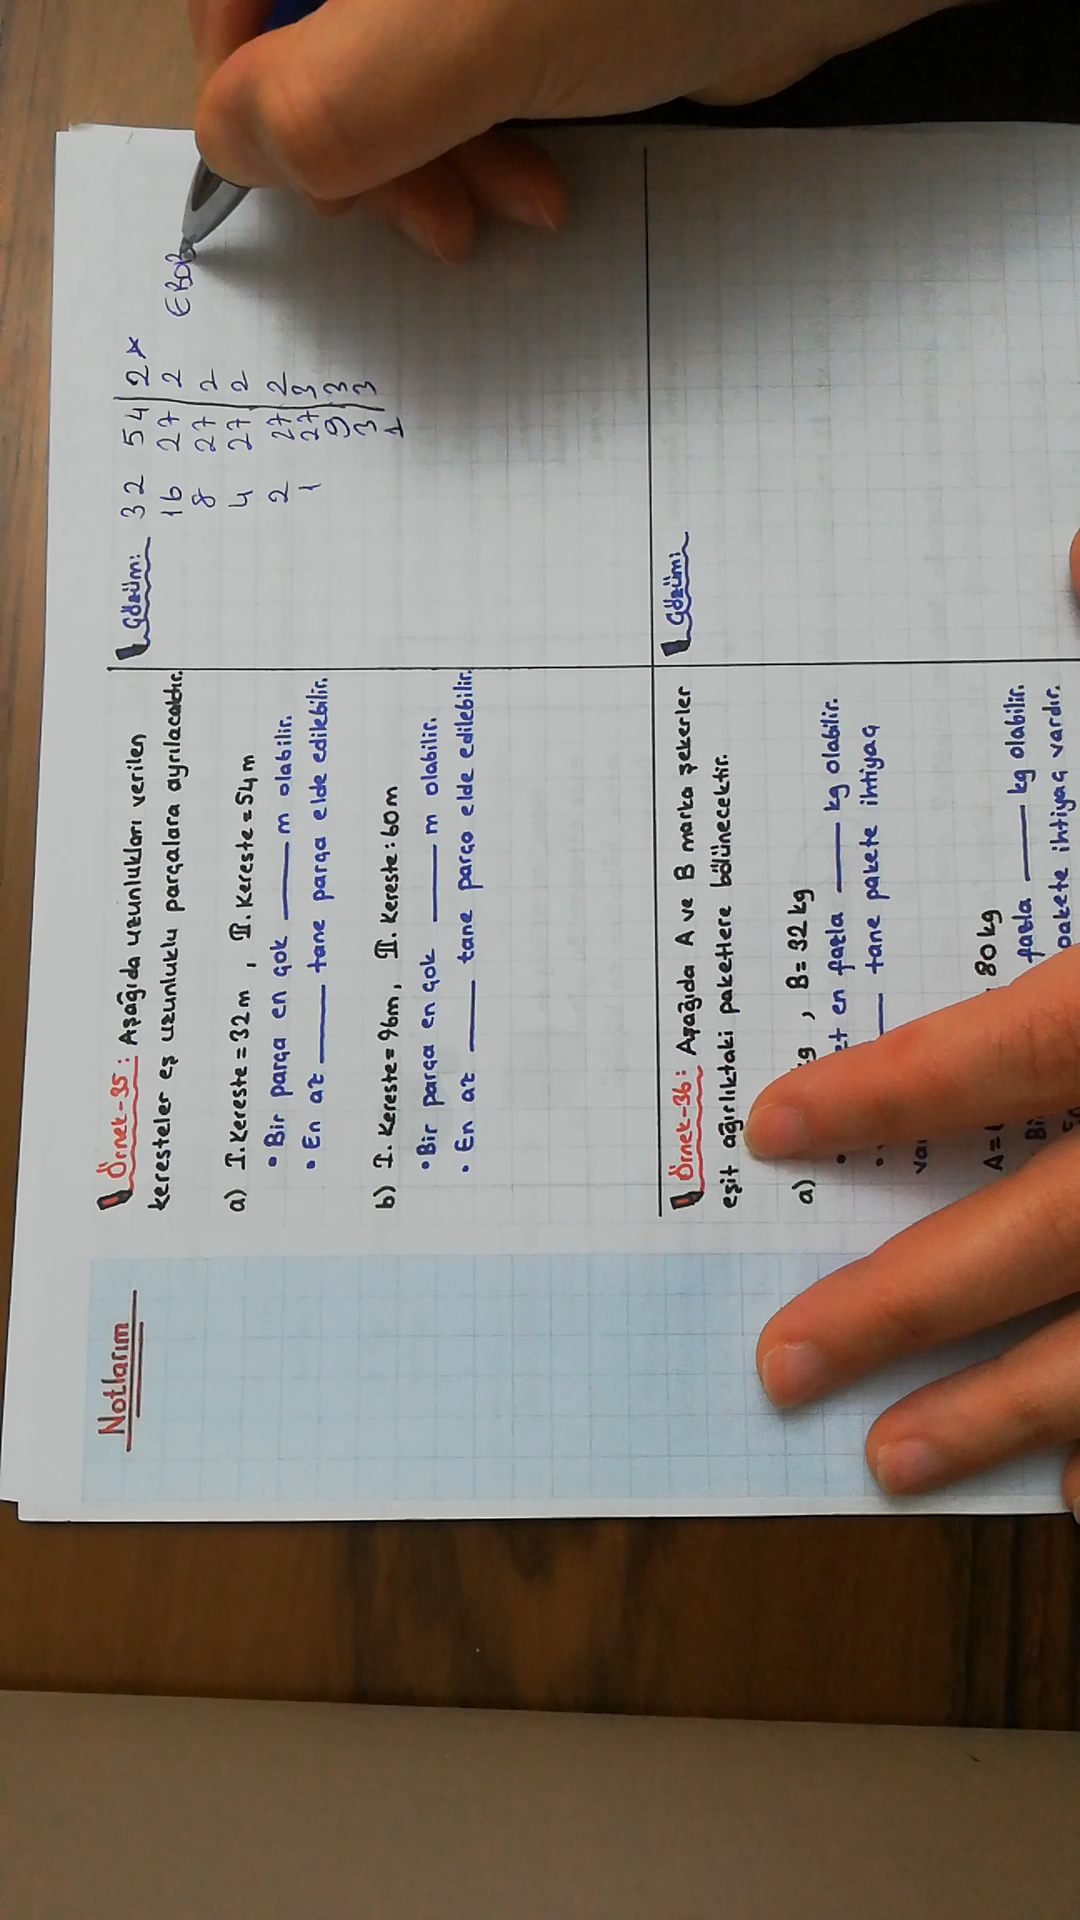 Notlarım
Örnek-35: Aşağıda uzunlukları verilen
keresteler eş uzunluklu parçalara ayrılacaktır.
a) I. Kereste = 32 m , II. Kereste = 54 m
• Bir parça en çok ____ m olabilir.
• En az ____ tane parça elde edilebilir.
b) I. Kereste = 96m, II. Kereste: 60 m
• Bir parça en çok ____ m olabilir.
• En az ____ tane parça elde edilebilir.
Çözüm:
32 54 | 2 *
16 27 | 2
8 27 | 2
4 27 | 2
2 27 | 2
1 27 | 3
9 | 3
3 | 3
1
EBOB
Örnek-36: Aşağıda A ve B marka şekerler
eşit ağırlıktaki paketlere bölünecektir.
a) , B = 32 kg
en fazla ____ kg olabilir.
____ tane pakete ihtiyaç
A = 80 kg
fazla ____ kg olabilir.
pakete ihtiyaç vardır.
Çözüm: